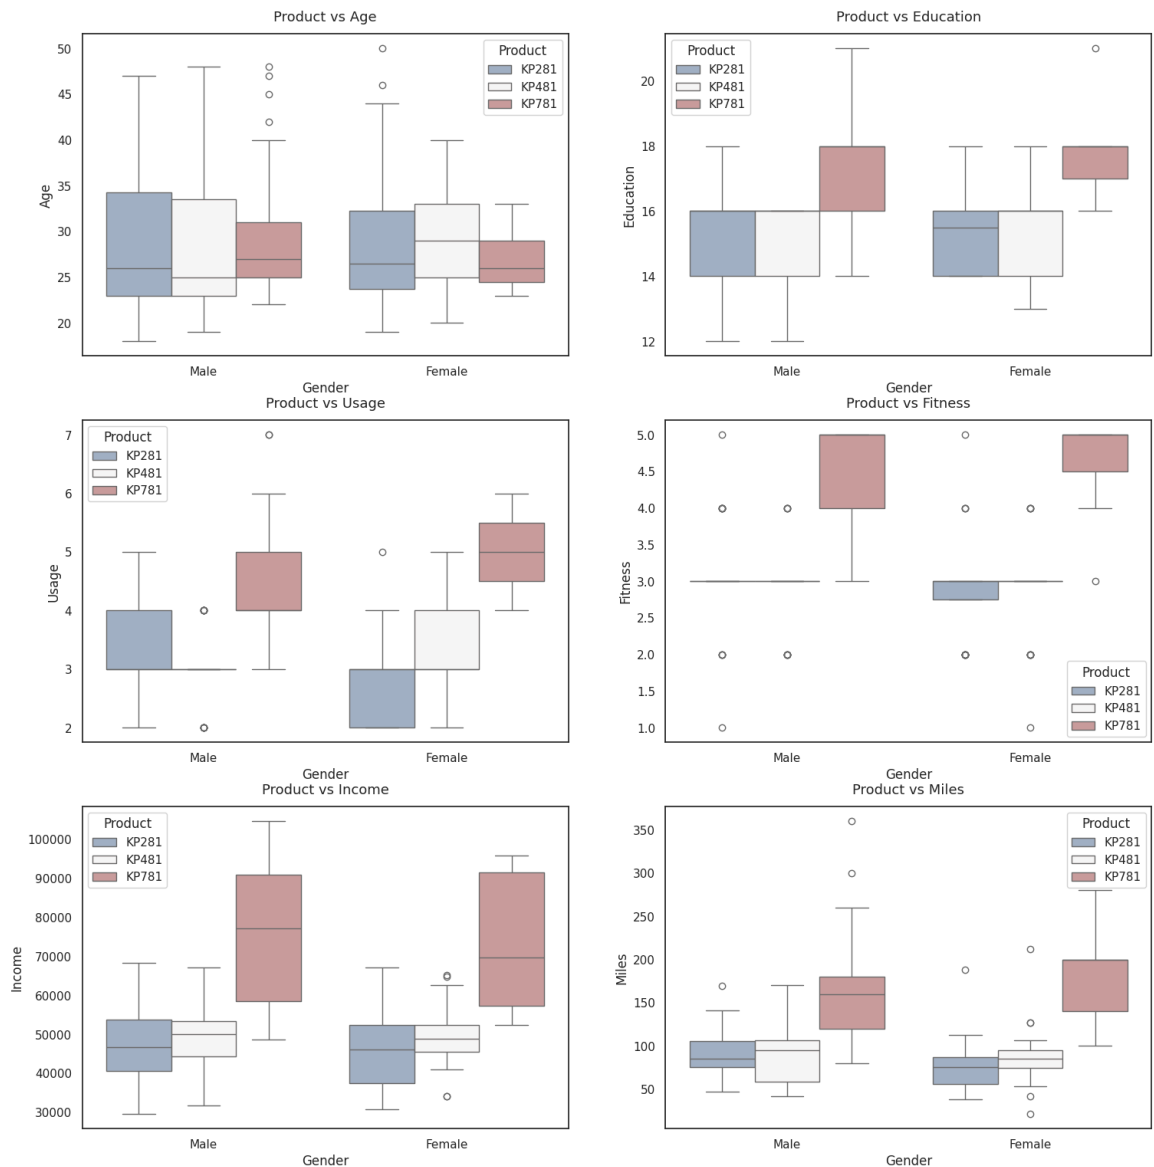 Product vs Age
Age
50
45
40
35
30
25
20
Product
KP281
KP481
KP781
Male
Female
Gender
Product vs Education
Education
20
18
16
14
12
Product
KP281
KP481
KP781
Male
Female
Gender
Product vs Usage
Usage
7
6
5
4
3
2
Product
KP281
KP481
KP781
Male
Female
Gender
Product vs Fitness
Fitness
5.0
4.5
4.0
3.5
3.0
2.5
2.0
1.5
1.0
Product
KP281
KP481
KP781
Male
Female
Gender
Product vs Income
Income
100000
90000
80000
70000
60000
50000
40000
30000
Product
KP281
KP481
KP781
Male
Female
Gender
Product vs Miles
Miles
350
300
250
200
150
100
50
Product
KP281
KP481
KP781
Male
Female
Gender